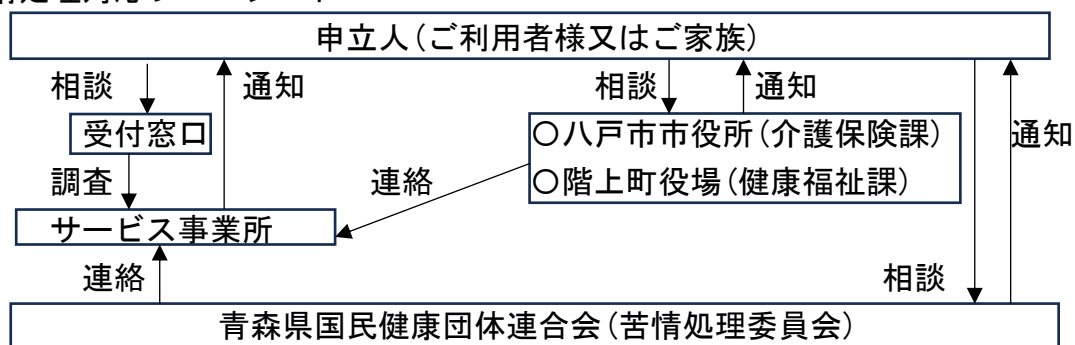 申立人(ご利用者様又はご家族)
相談 通知 相談 通知
受付窓口
○八戸市市役所(介護保険課)
通知
調査
連絡
○階上町役場(健康福祉課)
サービス事業所
連絡
相談
青森県国民健康団体連合会(苦情処理委員会)